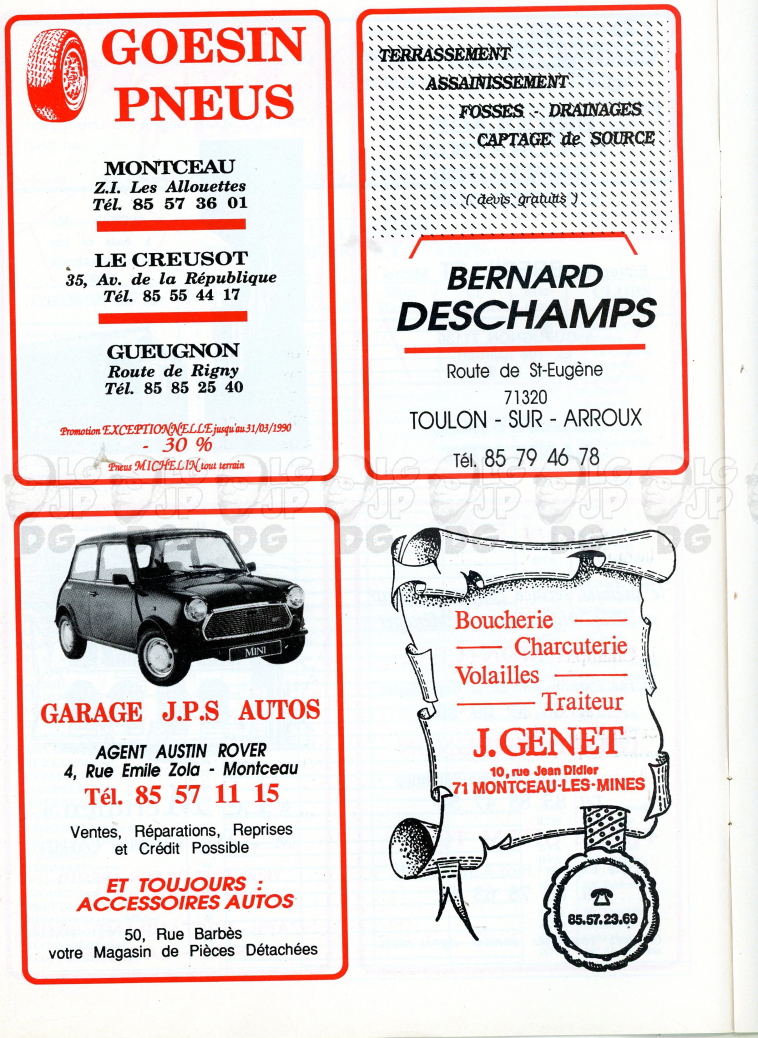 GOESIN
PNEUS
MONTCEAU
Z.I. Les Allouettes
Tél. 85 57 36 01
LE CREUSOT
35, Av. de la République
Tél. 85 55 44 17
GUEUGNON
Route de Rigny
Tél. 85 85 25 40
Promotion EXCEPTIONNELLE jusqu'au 31/03/1990
- 30 %
Pneus MICHELIN tout terrain
TERRASSEMENT
ASSAINISSEMENT
FOSSES - DRAINAGES
CAPTAGE de SOURCE
( devis gratuits )
BERNARD
DESCHAMPS
Route de St-Eugène
71320
TOULON - SUR - ARROUX
Tél. 85 79 46 78
MINI
GARAGE J.P.S AUTOS
AGENT AUSTIN ROVER
4, Rue Emile Zola - Montceau
Tél. 85 57 11 15
Ventes, Réparations, Reprises
et Crédit Possible
ET TOUJOURS :
ACCESSOIRES AUTOS
50, Rue Barbès
votre Magasin de Pièces Détachées
Boucherie
Charcuterie
Volailles
Traiteur
J.GENET
10, rue Jean Didier
71 MONTCEAU-LES-MINES
85.57.23.69
LG JP DG